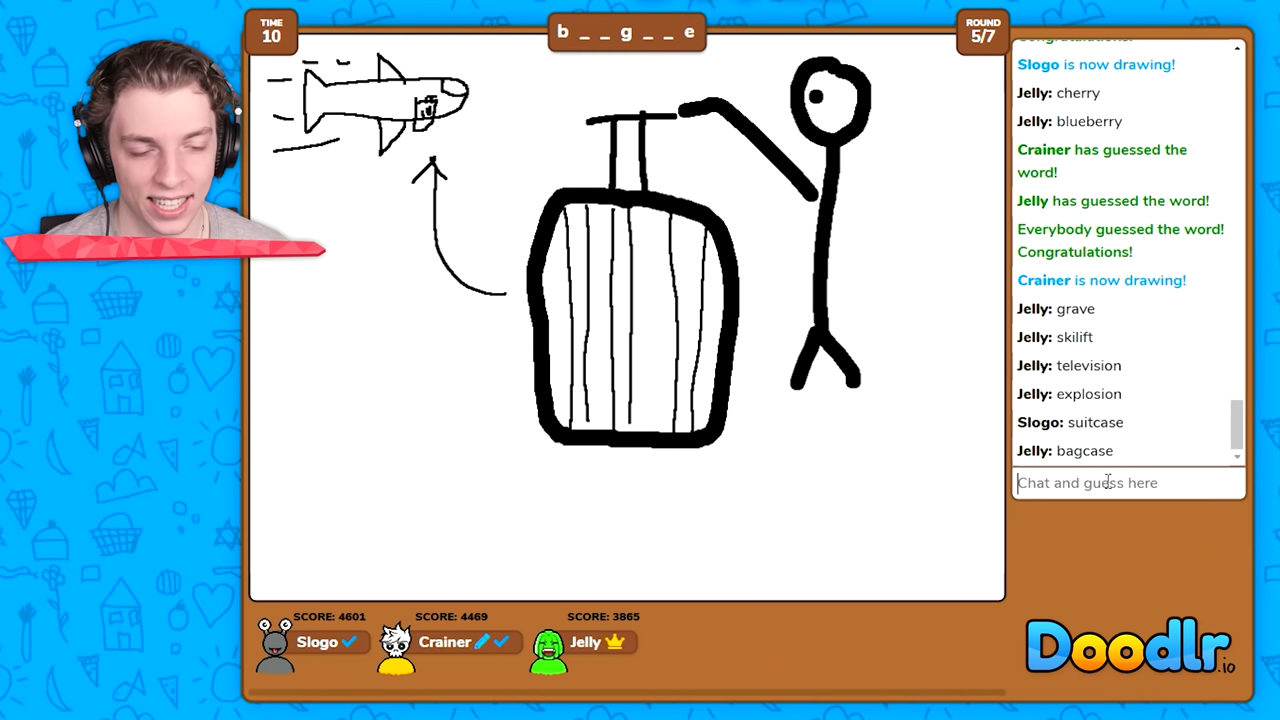 TIME
10
b _ _ g _ _ e
ROUND
5/7
Congratulations!
Slogo is now drawing!
Jelly: cherry
Jelly: blueberry
Crainer has guessed the
word!
Jelly has guessed the word!
Everybody guessed the word!
Congratulations!
Crainer is now drawing!
Jelly: grave
Jelly: skilift
Jelly: television
Jelly: explosion
Slogo: suitcase
Jelly: bagcase
Chat and guess here
SCORE: 4601
Slogo
SCORE: 4469
Crainer
SCORE: 3865
Jelly
Doodlr.io